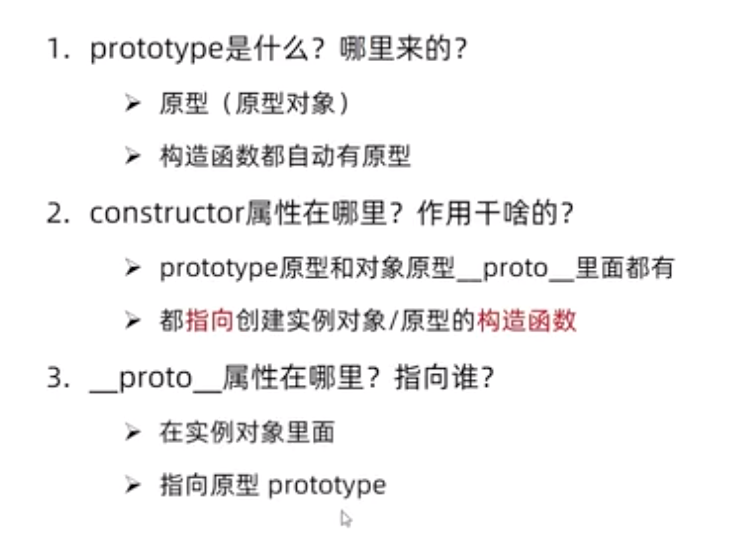 1. prototype是什么？哪里来的？
➢ 原型（原型对象）
➢ 构造函数都自动有原型
2. constructor属性在哪里？作用干啥的？
➢ prototype原型和对象原型__proto__里面都有
➢ 都指向创建实例对象/原型的构造函数
3. __proto__属性在哪里？指向谁？
➢ 在实例对象里面
➢ 指向原型 prototype